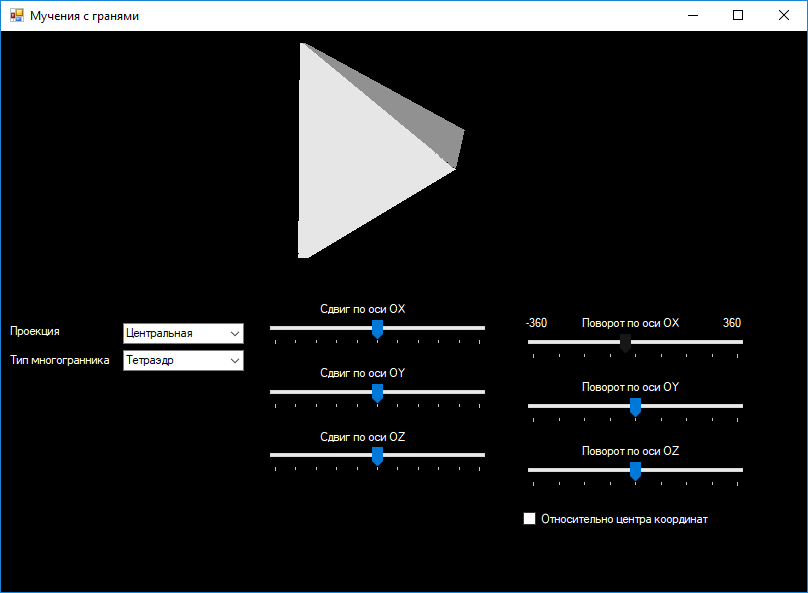 Мучения с гранями
Сдвиг по оси OX
-360 Поворот по оси OX 360
Проекция Центральная
Тип многогранника Тетраэдр
Сдвиг по оси OY
Поворот по оси OY
Сдвиг по оси OZ
Поворот по оси OZ
Относительно центра координат